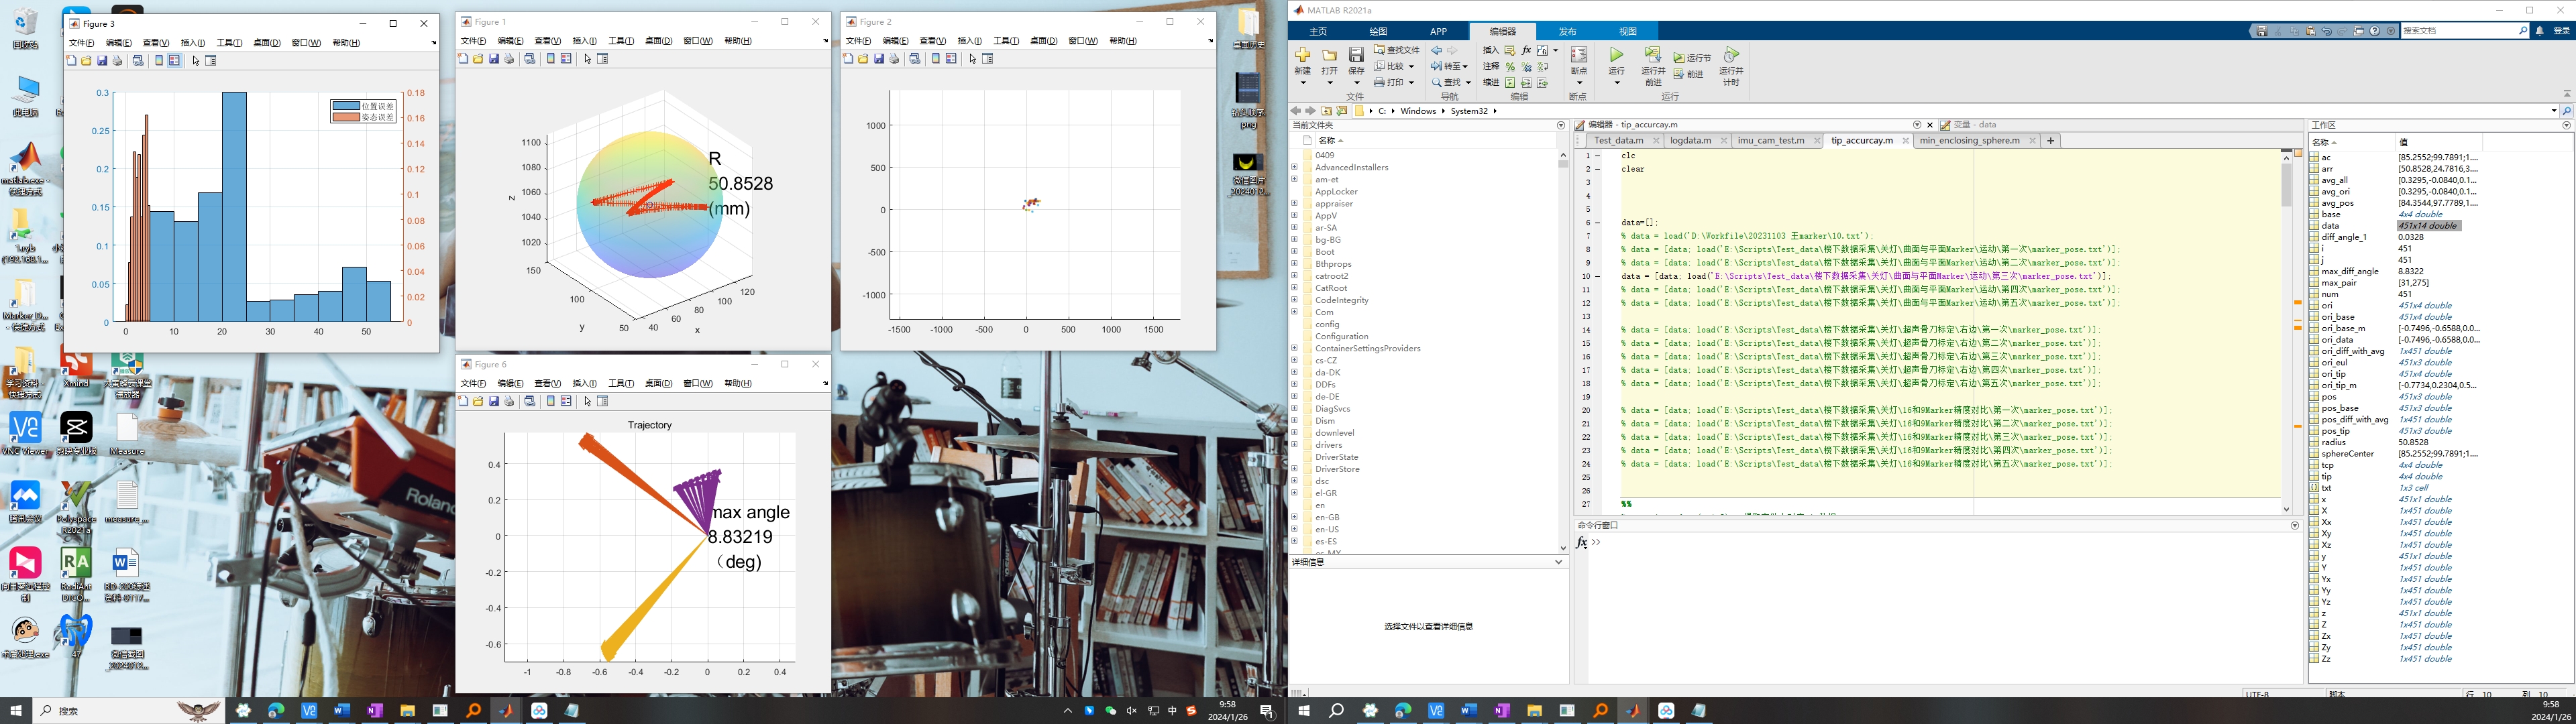 Figure 3
文件(F) 编辑(E) 查看(V) 插入(I) 工具(T) 桌面(D) 窗口(W) 帮助(H)
0.3
0.25
0.2
0.15
0.1
0.05
0
0.18
0.16
0.14
0.12
0.1
0.08
0.06
0.04
0.02
0
位置误差
姿态误差
0 10 20 30 40 50
Figure 1
文件(F) 编辑(E) 查看(V) 插入(I) 工具(T) 桌面(D) 窗口(W) 帮助(H)
1100
1080
1060
1040
1020
z
150
100
50
y
40 60 80 100 120
x
R
50.8528
(mm)
Figure 2
文件(F) 编辑(E) 查看(V) 插入(I) 工具(T) 桌面(D) 窗口(W) 帮助(H)
1000
500
0
-500
-1000
-1500 -1000 -500 0 500 1000 1500
Figure 6
文件(F) 编辑(E) 查看(V) 插入(I) 工具(T) 桌面(D) 窗口(W) 帮助(H)
Trajectory
0.4
0.2
0
-0.2
-0.4
-0.6
-1 -0.8 -0.6 -0.4 -0.2 0 0.2 0.4
max angle
8.83219
（deg)
回收站
此电脑
VNC Viewer
Xmind
Measure
腾讯会议
Polyspace R2021a
measure_...
Roland
搜索
9:58
2024/1/26
中
MATLAB R2021a
主页 绘图 APP 编辑器 发布 视图
搜索文档
登录
新建 打开 保存
查找文件
比较
打印
文件
转至
查找
导航
插入
注释
缩进
编辑
断点
断点
运行
运行并前进
运行节
前进
运行并计时
运行
C: Windows System32
当前文件夹
名称
0409
AdvancedInstallers
am-et
AppLocker
appraiser
AppV
ar-SA
bg-BG
Boot
Bthprops
catroot2
CatRoot
CodeIntegrity
Com
config
Configuration
ContainerSettingsProviders
cs-CZ
da-DK
DDFs
de-DE
DiagSvcs
Dism
downlevel
drivers
DriverState
DriverStore
dsc
el-GR
en
en-GB
en-US
es-ES
es-MX
详细信息
选择文件以查看详细信息
编辑器 - tip_accurcay.m
变量 - data
Test_data.m logdata.m imu_cam_test.m tip_accurcay.m min_enclosing_sphere.m
1 clc
2 clear
3
4
5
6 data=[];
7 % data = load('D:\Workfile\20231103 王marker\10.txt');
8 % data = [data; load('E:\Scripts\Test_data\楼下数据采集\关灯\曲面与平面Marker\运动\第一次\marker_pose.txt')];
9 % data = [data; load('E:\Scripts\Test_data\楼下数据采集\关灯\曲面与平面Marker\运动\第二次\marker_pose.txt')];
10 data = [data; load('E:\Scripts\Test_data\楼下数据采集\关灯\曲面与平面Marker\运动\第三次\marker_pose.txt')];
11 % data = [data; load('E:\Scripts\Test_data\楼下数据采集\关灯\曲面与平面Marker\运动\第四次\marker_pose.txt')];
12 % data = [data; load('E:\Scripts\Test_data\楼下数据采集\关灯\曲面与平面Marker\运动\第五次\marker_pose.txt')];
13
14 % data = [data; load('E:\Scripts\Test_data\楼下数据采集\关灯\超声骨刀标定\右边\第一次\marker_pose.txt')];
15 % data = [data; load('E:\Scripts\Test_data\楼下数据采集\关灯\超声骨刀标定\右边\第二次\marker_pose.txt')];
16 % data = [data; load('E:\Scripts\Test_data\楼下数据采集\关灯\超声骨刀标定\右边\第三次\marker_pose.txt')];
17 % data = [data; load('E:\Scripts\Test_data\楼下数据采集\关灯\超声骨刀标定\右边\第四次\marker_pose.txt')];
18 % data = [data; load('E:\Scripts\Test_data\楼下数据采集\关灯\超声骨刀标定\右边\第五次\marker_pose.txt')];
19
20 % data = [data; load('E:\Scripts\Test_data\楼下数据采集\关灯\16和9Marker精度对比\第一次\marker_pose.txt')];
21 % data = [data; load('E:\Scripts\Test_data\楼下数据采集\关灯\16和9Marker精度对比\第二次\marker_pose.txt')];
22 % data = [data; load('E:\Scripts\Test_data\楼下数据采集\关灯\16和9Marker精度对比\第三次\marker_pose.txt')];
23 % data = [data; load('E:\Scripts\Test_data\楼下数据采集\关灯\16和9Marker精度对比\第四次\marker_pose.txt')];
24 % data = [data; load('E:\Scripts\Test_data\楼下数据采集\关灯\16和9Marker精度对比\第五次\marker_pose.txt')];
25
26
27 %%
命令行窗口
fx >>
工作区
名称 值
ac [85.2552;99.7891;1....
arr [50.8528,24.7816,3....
avg_all [0.3295,-0.0840,0.1...
avg_ori [0.3295,-0.0840,0.1...
avg_pos [84.3544,97.7789,1....
base 4x4 double
data 451x14 double
diff_angle_1 0.0328
i 451
j 451
max_diff_angle 8.8322
max_pair [31,275]
num 451
ori 451x4 double
ori_base 451x4 double
ori_base_m [-0.7496,-0.6588,0.0...
ori_data [-0.7496,-0.6588,0.0...
ori_diff_with_avg 1x451 double
ori_eul 451x3 double
ori_tip 451x4 double
ori_tip_m [-0.7734,0.2304,0.5...
pos 451x3 double
pos_base 451x3 double
pos_diff_with_avg 1x451 double
pos_tip 451x3 double
radius 50.8528
sphereCenter [85.2552;99.7891;1....
tcp 4x4 double
tip 4x4 double
txt 1x3 cell
x 451x1 double
X 1x451 double
Xx 1x451 double
Xy 1x451 double
Xz 1x451 double
y 451x1 double
Y 1x451 double
Yx 1x451 double
Yy 1x451 double
Yz 1x451 double
z 451x1 double
Z 1x451 double
Zx 1x451 double
Zy 1x451 double
Zz 1x451 double
UTF-8 脚本 行 10 列 10
9:58
2024/1/26